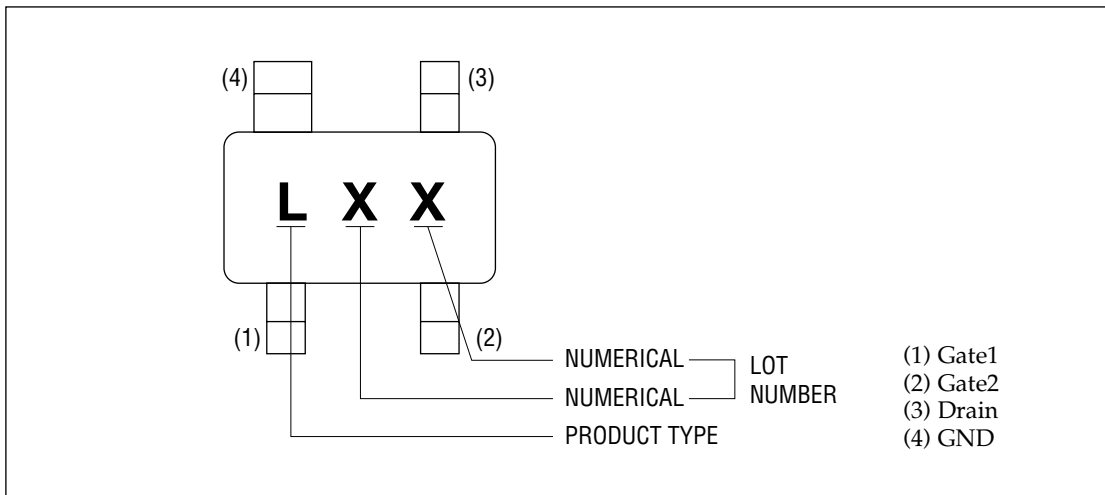 (4)
(3)
L X X
(1)
(2)
NUMERICAL
NUMERICAL
LOT
NUMBER
PRODUCT TYPE
(1) Gate1
(2) Gate2
(3) Drain
(4) GND